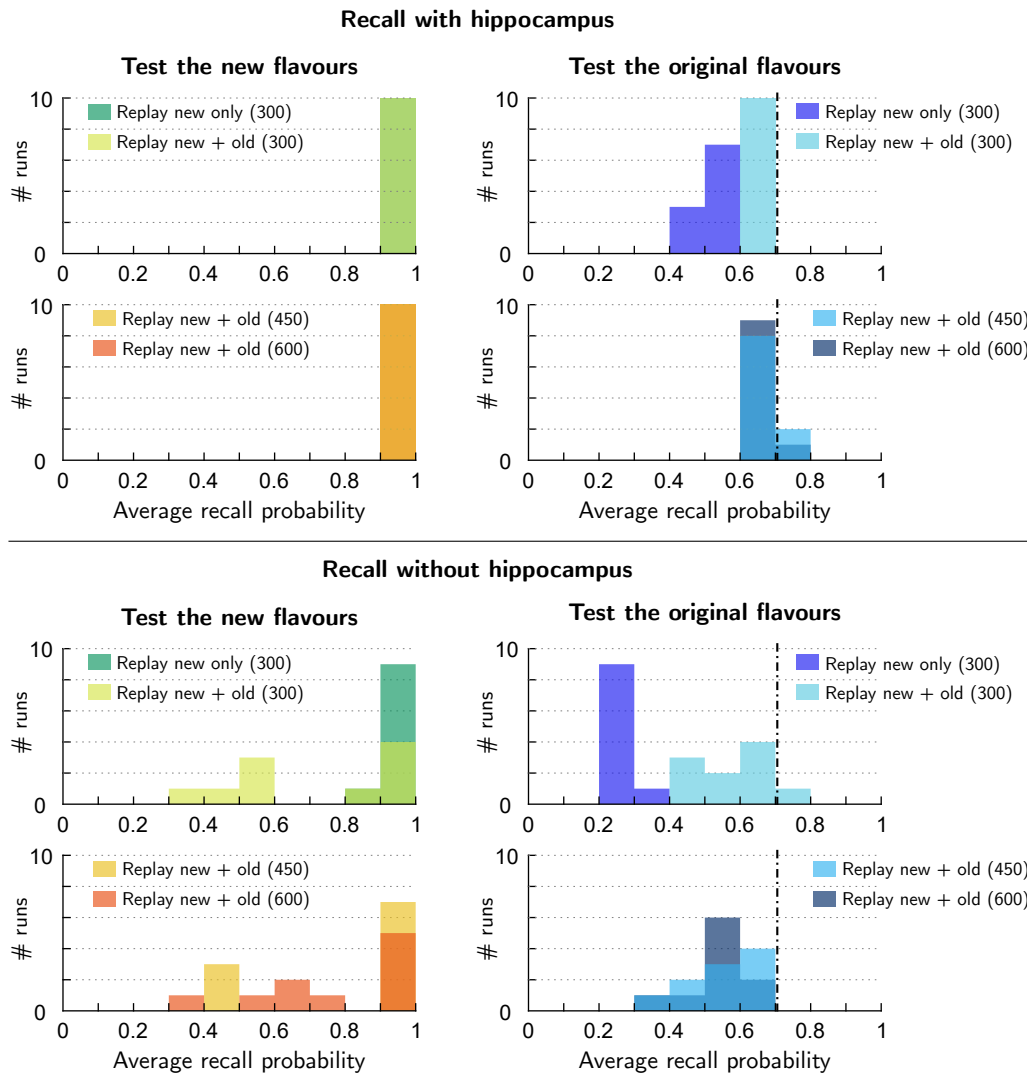 Recall with hippocampus
Test the new flavours
Test the original flavours
10
Replay new only (300)
Replay new + old (300)
# runs
0
0 0.2 0.4 0.6 0.8 1
10
Replay new only (300)
Replay new + old (300)
# runs
0
0 0.2 0.4 0.6 0.8 1
10
Replay new + old (450)
Replay new + old (600)
# runs
0
0 0.2 0.4 0.6 0.8 1
Average recall probability
10
Replay new + old (450)
Replay new + old (600)
# runs
0
0 0.2 0.4 0.6 0.8 1
Average recall probability
Recall without hippocampus
Test the new flavours
Test the original flavours
10
Replay new only (300)
Replay new + old (300)
# runs
0
0 0.2 0.4 0.6 0.8 1
10
Replay new only (300)
Replay new + old (300)
# runs
0
0 0.2 0.4 0.6 0.8 1
10
Replay new + old (450)
Replay new + old (600)
# runs
0
0 0.2 0.4 0.6 0.8 1
Average recall probability
10
Replay new + old (450)
Replay new + old (600)
# runs
0
0 0.2 0.4 0.6 0.8 1
Average recall probability